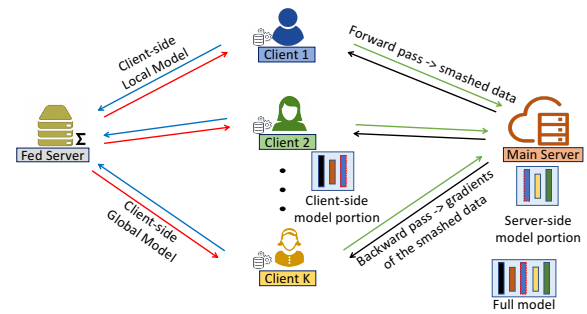 Client-side
Local Model
Client 1
Forward pass -> smashed data
Σ
Fed Server
Client 2
Main Server
Client-side
model portion
Client-side
Global Model
Client K
Backward pass -> gradients
of the smashed data
Server-side
model portion
Full model